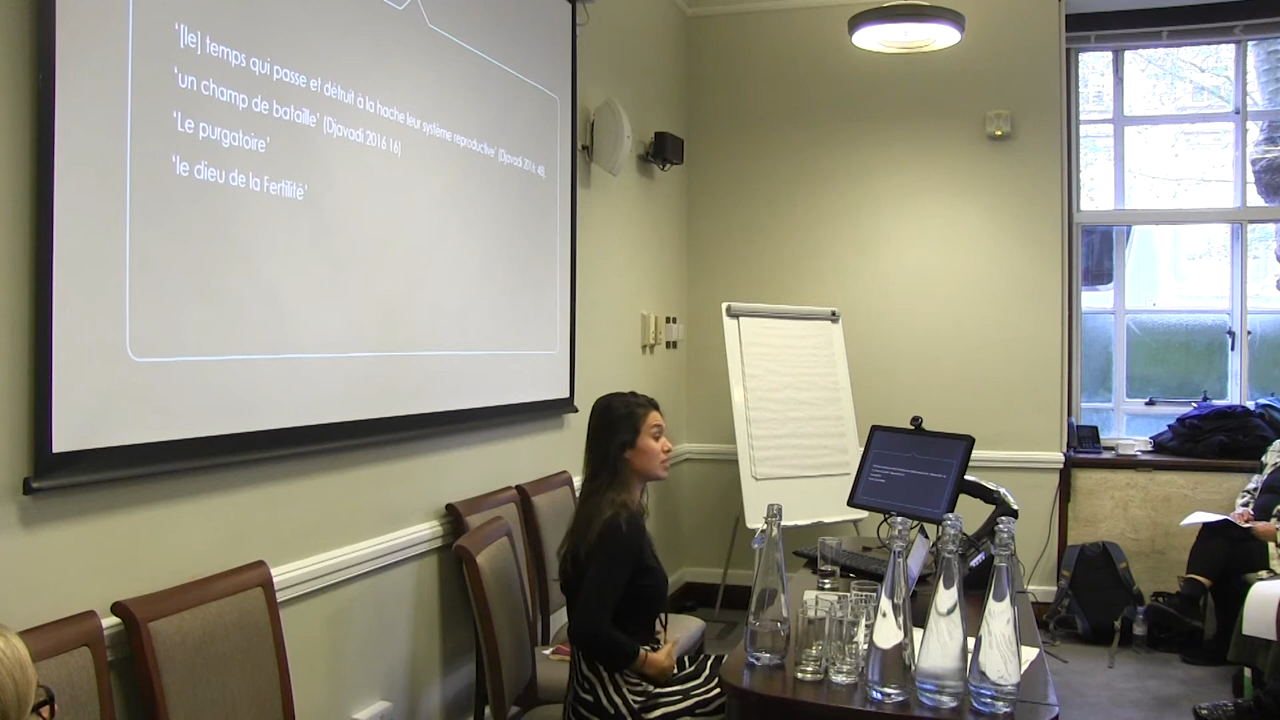 '[le] temps qui passe et détruit à la hache leur système reproductive' (Djavadi 2016: 48).
'un champ de bataille' (Djavadi 2016 16)
'Le purgatoire'
'le dieu de la Fertilité'